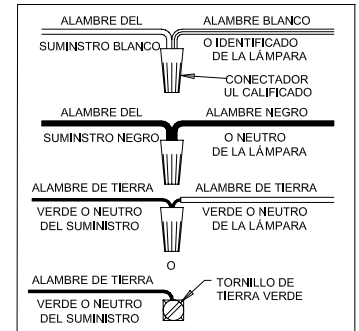 ALAMBRE DEL ALAMBRE BLANCO
SUMINSTRO BLANCO O IDENTIFICADO
DE LA LÁMPARA
CONECTADOR
UL CALIFICADO
ALAMBRE DEL ALAMBRE NEGRO
SUMINSTRO NEGRO O NEUTRO
DE LA LÁMPARA
ALAMBRE DE TIERRA ALAMBRE DE TIERRA
VERDE O NEUTRO VERDE O NEUTRO
DEL SUMINISTRO DE LA LÁMPARA
O
ALAMBRE DE TIERRA TORNILLO DE
TIERRA VERDE
VERDE O NEUTRO
DEL SUMINISTRO